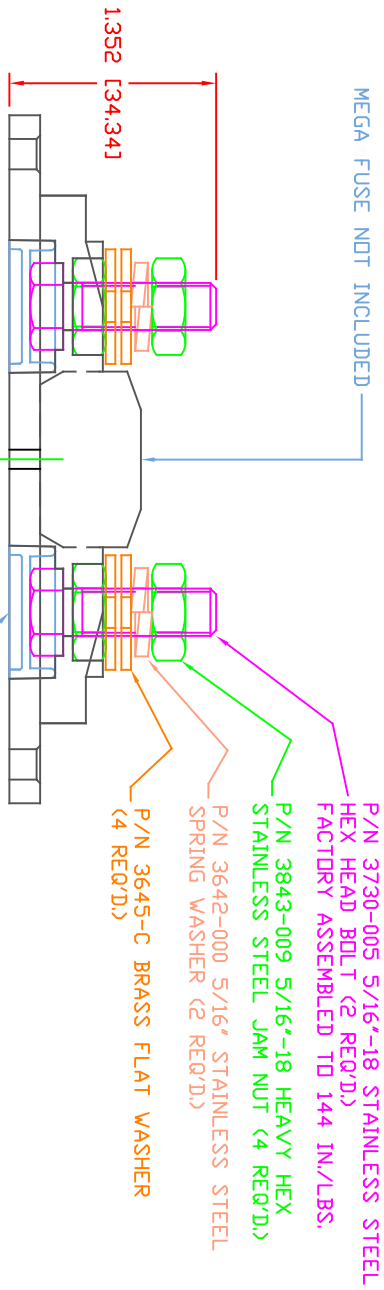 MEGA FUSE NOT INCLUDED
1.352 [34.34]
P/N 3730-005 5/16"-18 STAINLESS STEEL
HEX HEAD BOLT (2 REQ'D.)
FACTORY ASSEMBLED TO 144 IN./LBS.
P/N 3843-009 5/16"-18 HEAVY HEX
STAINLESS STEEL JAM NUT (4 REQ'D.)
P/N 3642-000 5/16" STAINLESS STEEL
SPRING WASHER (2 REQ'D.)
P/N 3645-C BRASS FLAT WASHER
(4 REQ'D.)